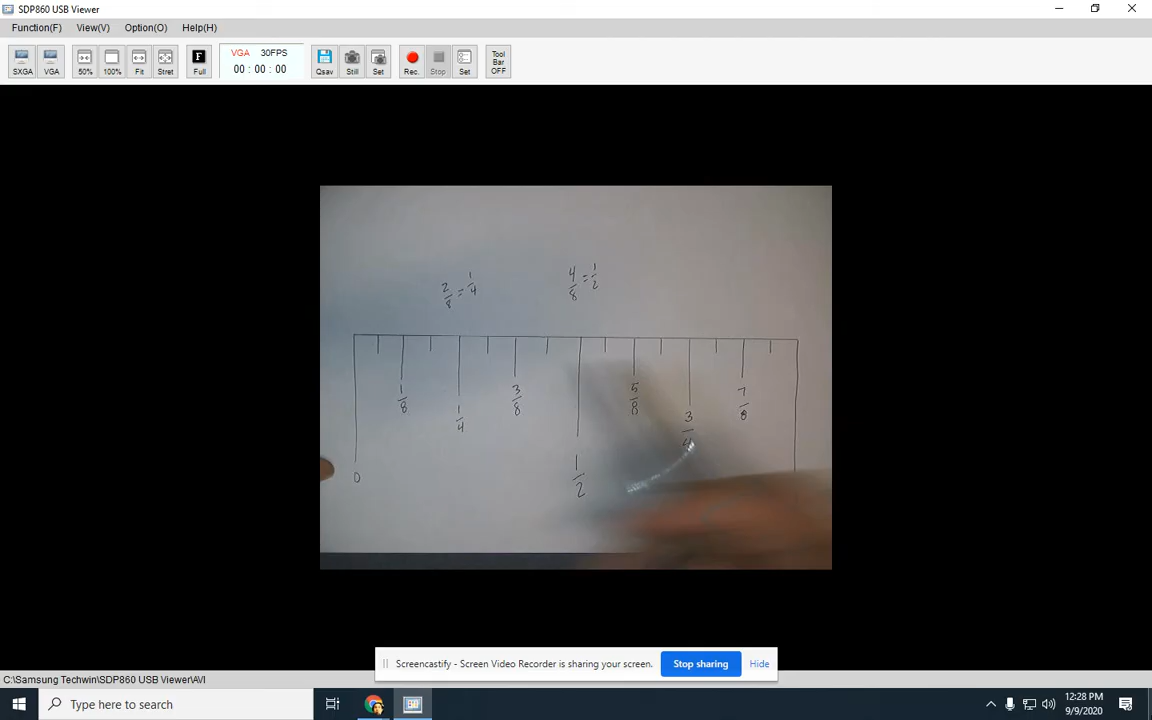 SDP860 USB Viewer
Function(F) View(V) Option(O) Help(H)
SXGA VGA 50% 100% Fit Stret F Full VGA 30FPS 00 : 00 : 00 Qsav Still Set Rec. Stop Set Tool Bar OFF
2/8 = 1/4 4/8 = 1/2
1/8 1/4 3/8 5/8 3/4 7/8
0 1/2
Screencastify - Screen Video Recorder is sharing your screen. Stop sharing Hide
C:\Samsung Techwin\SDP860 USB Viewer\AVI
Type here to search
12:28 PM
9/9/2020